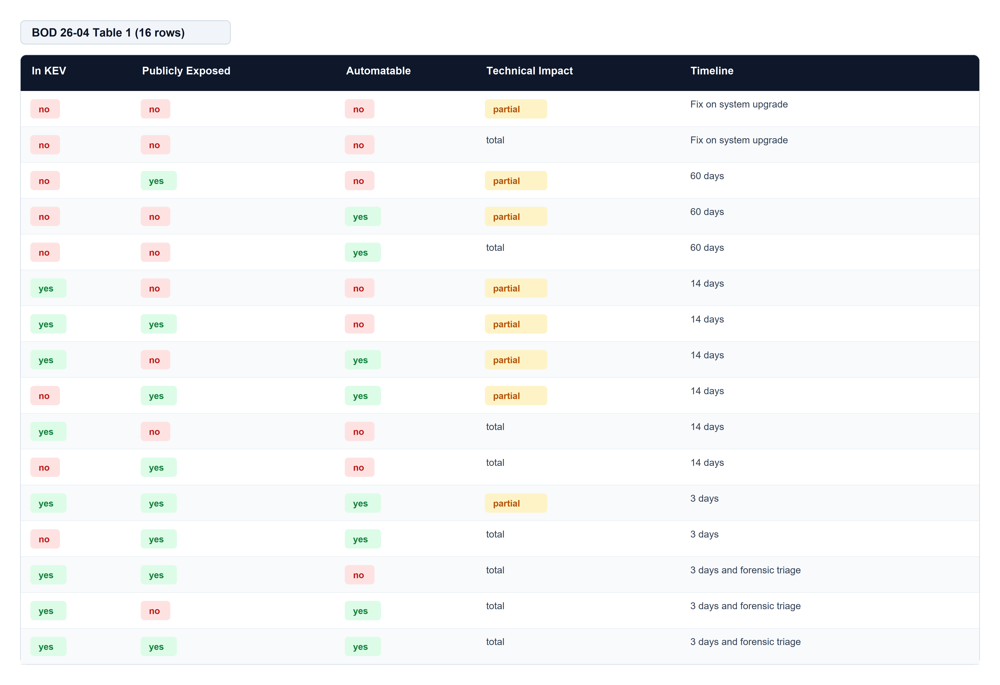 BOD 26-04 Table 1 (16 rows)
In KEV Publicly Exposed Automatable Technical Impact Timeline
no no no partial Fix on system upgrade
no no no total Fix on system upgrade
no yes no partial 60 days
no no yes partial 60 days
no no yes total 60 days
yes no no partial 14 days
yes yes no partial 14 days
yes no yes partial 14 days
no yes yes partial 14 days
yes no no total 14 days
no yes no total 14 days
yes yes yes partial 3 days
no yes yes total 3 days
yes yes no total 3 days and forensic triage
yes no yes total 3 days and forensic triage
yes yes yes total 3 days and forensic triage